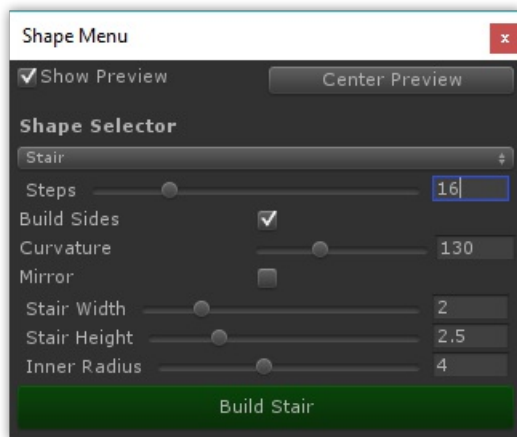 Shape Menu
x
Show Preview
Center Preview
Shape Selector
Stair
Steps 16
Build Sides
Curvature 130
Mirror
Stair Width 2
Stair Height 2.5
Inner Radius 4
Build Stair